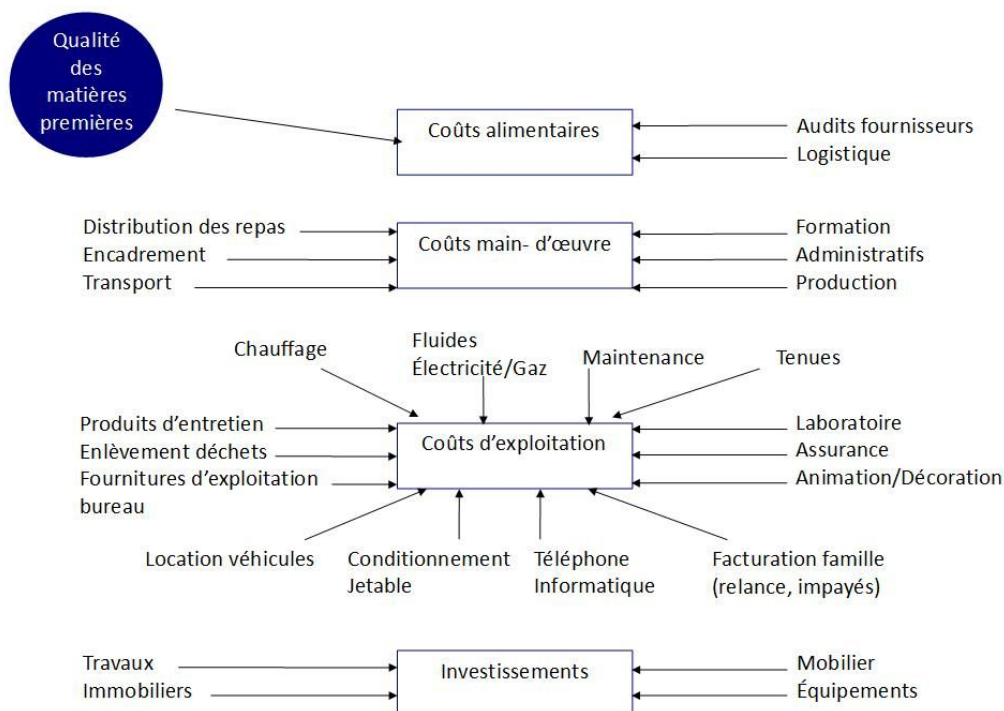 Qualité
des
matières
premières
Coûts alimentaires
Audits fournisseurs
Logistique
Distribution des repas
Encadrement
Transport
Coûts main- d’œuvre
Formation
Administratifs
Production
Chauffage
Fluides
Électricité/Gaz
Maintenance
Tenues
Produits d’entretien
Enlèvement déchets
Fournitures d’exploitation
bureau
Coûts d’exploitation
Laboratoire
Assurance
Animation/Décoration
Location véhicules
Conditionnement
Jetable
Téléphone
Informatique
Facturation famille
(relance, impayés)
Travaux
Immobiliers
Investissements
Mobilier
Équipements